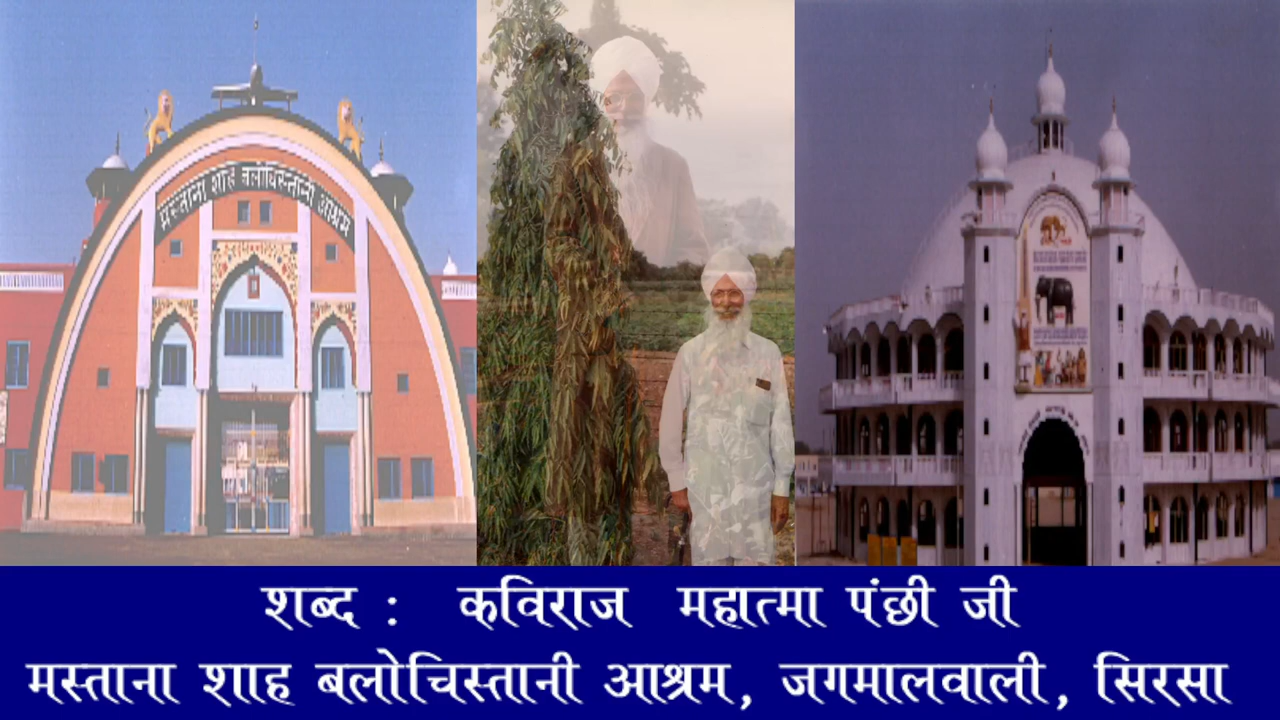 मस्ताना शाह बलोचिस्तानी आश्रम
शब्द : कविराज महात्मा पंछी जी
मस्ताना शाह बलोचिस्तानी आश्रम, जगमालवाली, सिरसा